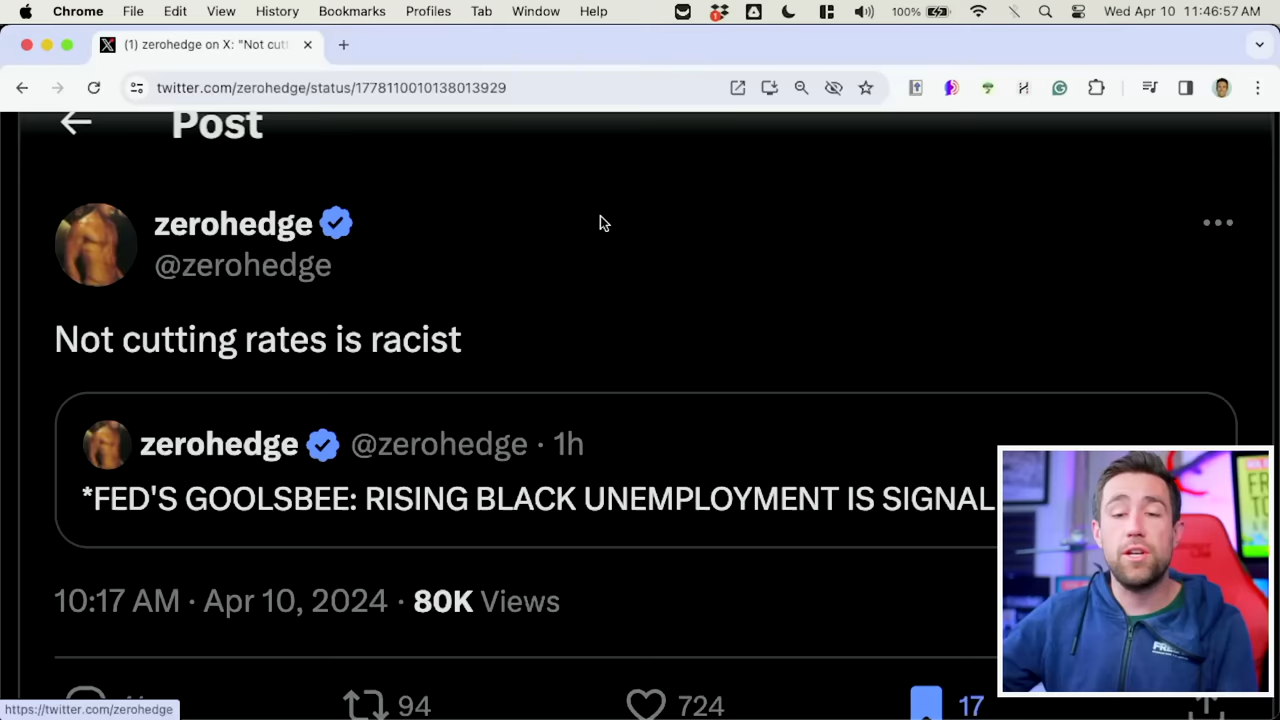 Chrome File Edit View History Bookmarks Profiles Tab Window Help 1 100% Wed Apr 10 11:46:57 AM
(1) zerohedge on X: "Not cutt
twitter.com/zerohedge/status/1778110010138013929
Post
zerohedge
@zerohedge
Not cutting rates is racist
zerohedge @zerohedge · 1h
*FED'S GOOLSBEE: RISING BLACK UNEMPLOYMENT IS SIGNAL
10:17 AM · Apr 10, 2024 · 80K Views
94 724 17
https://twitter.com/zerohedge